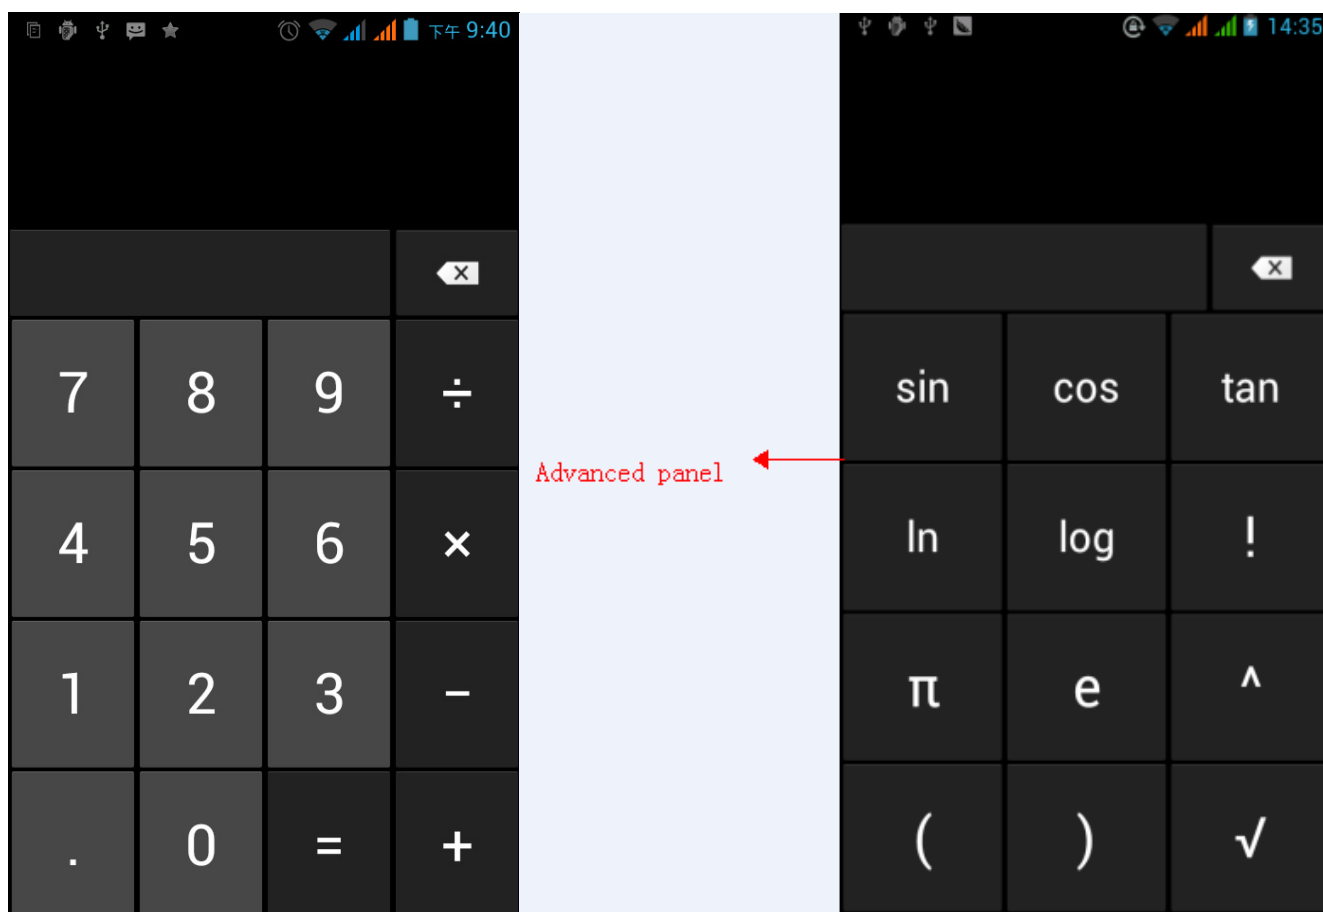 下午 9:40
7 8 9 ÷
4 5 6 ×
1 2 3 −
. 0 = +
Advanced panel
14:35
sin cos tan
ln log !
π e ^
( ) √